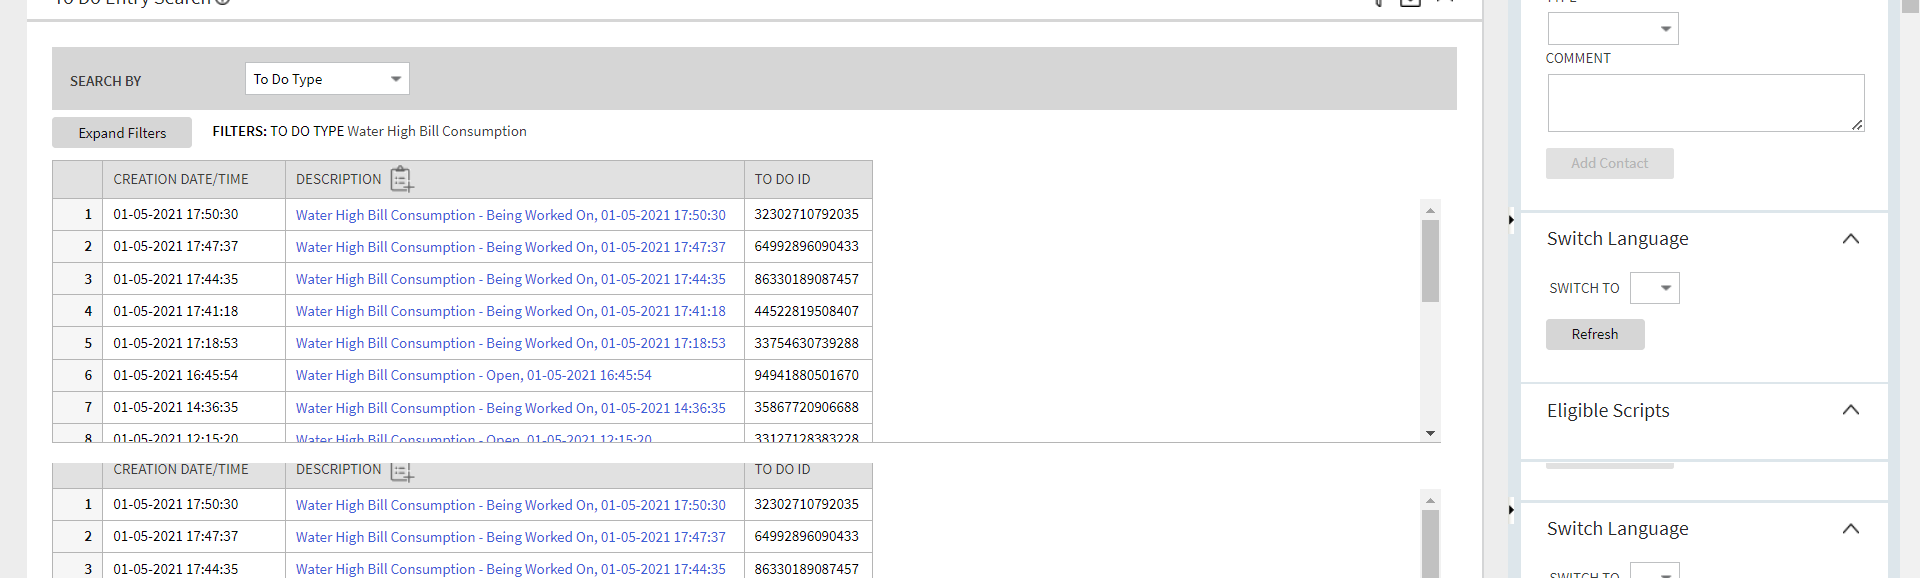 To Do Entry Search
SEARCH BY
To Do Type
Expand Filters
FILTERS: TO DO TYPE Water High Bill Consumption
CREATION DATE/TIME DESCRIPTION TO DO ID
1 01-05-2021 17:50:30 Water High Bill Consumption - Being Worked On, 01-05-2021 17:50:30 32302710792035
2 01-05-2021 17:47:37 Water High Bill Consumption - Being Worked On, 01-05-2021 17:47:37 64992896090433
3 01-05-2021 17:44:35 Water High Bill Consumption - Being Worked On, 01-05-2021 17:44:35 86330189087457
4 01-05-2021 17:41:18 Water High Bill Consumption - Being Worked On, 01-05-2021 17:41:18 44522819508407
5 01-05-2021 17:18:53 Water High Bill Consumption - Being Worked On, 01-05-2021 17:18:53 33754630739288
6 01-05-2021 16:45:54 Water High Bill Consumption - Open, 01-05-2021 16:45:54 94941880501670
7 01-05-2021 14:36:35 Water High Bill Consumption - Being Worked On, 01-05-2021 14:36:35 35867720906688
8 01-05-2021 12:15:20 Water High Bill Consumption - Open, 01-05-2021 12:15:20 33127128383228
CREATION DATE/TIME DESCRIPTION TO DO ID
1 01-05-2021 17:50:30 Water High Bill Consumption - Being Worked On, 01-05-2021 17:50:30 32302710792035
2 01-05-2021 17:47:37 Water High Bill Consumption - Being Worked On, 01-05-2021 17:47:37 64992896090433
3 01-05-2021 17:44:35 Water High Bill Consumption - Being Worked On, 01-05-2021 17:44:35 86330189087457
COMMENT
Add Contact
Switch Language
SWITCH TO
Refresh
Eligible Scripts
Switch Language
SWITCH TO